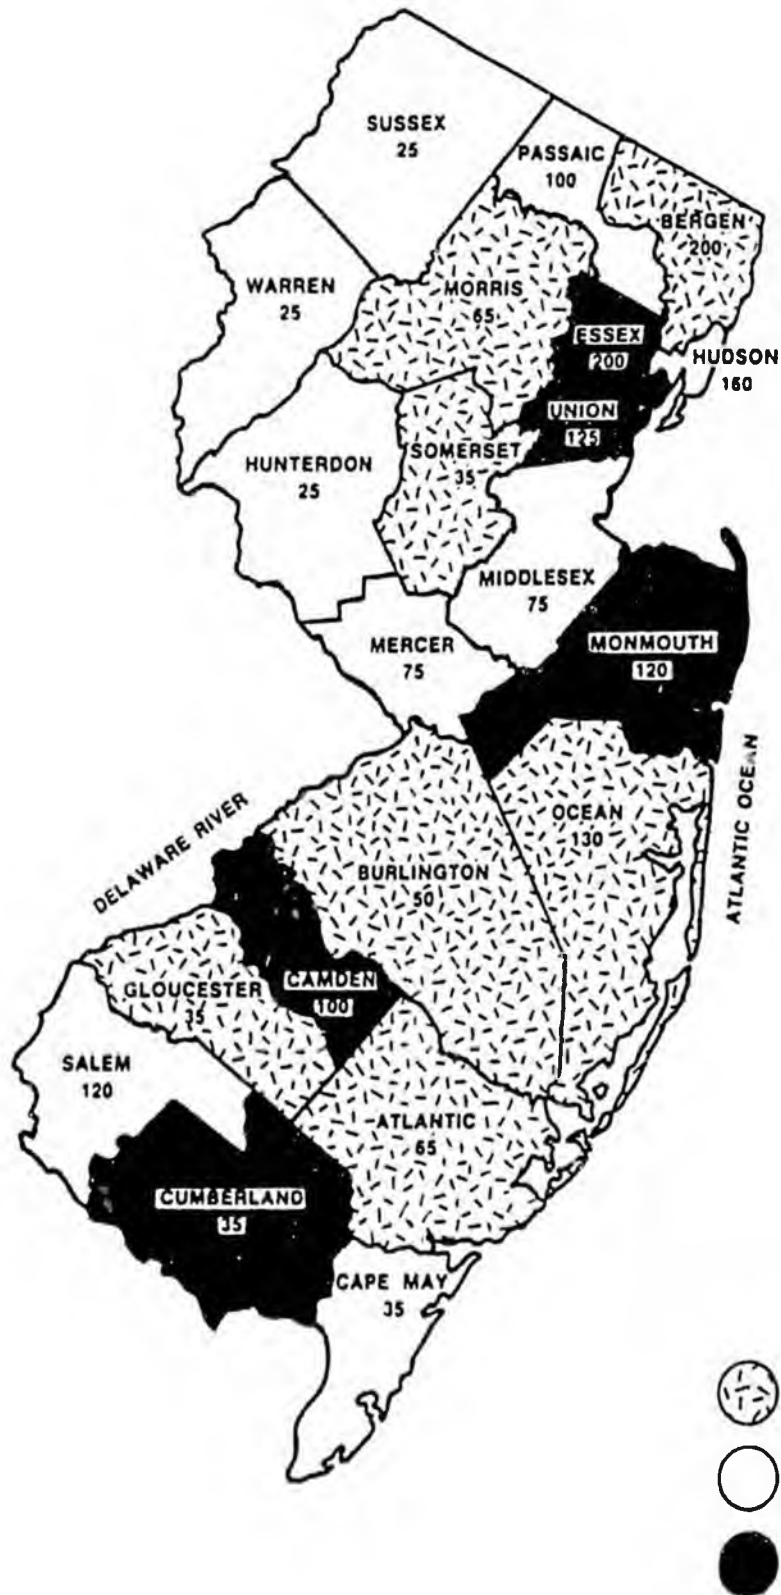 SUSSEX
25
PASSAIC
100
BERGEN
200
WARREN
25
MORRIS
65
ESSEX
200
HUDSON
160
UNION
125
HUNTERDON
25
SOMERSET
35
MIDDLESEX
75
MERCER
75
MONMOUTH
120
DELAWARE RIVER
ATLANTIC OCEAN
OCEAN
130
BURLINGTON
50
CAMDEN
100
GLOUCESTER
35
SALEM
120
ATLANTIC
65
CUMBERLAND
35
CAPE MAY
35